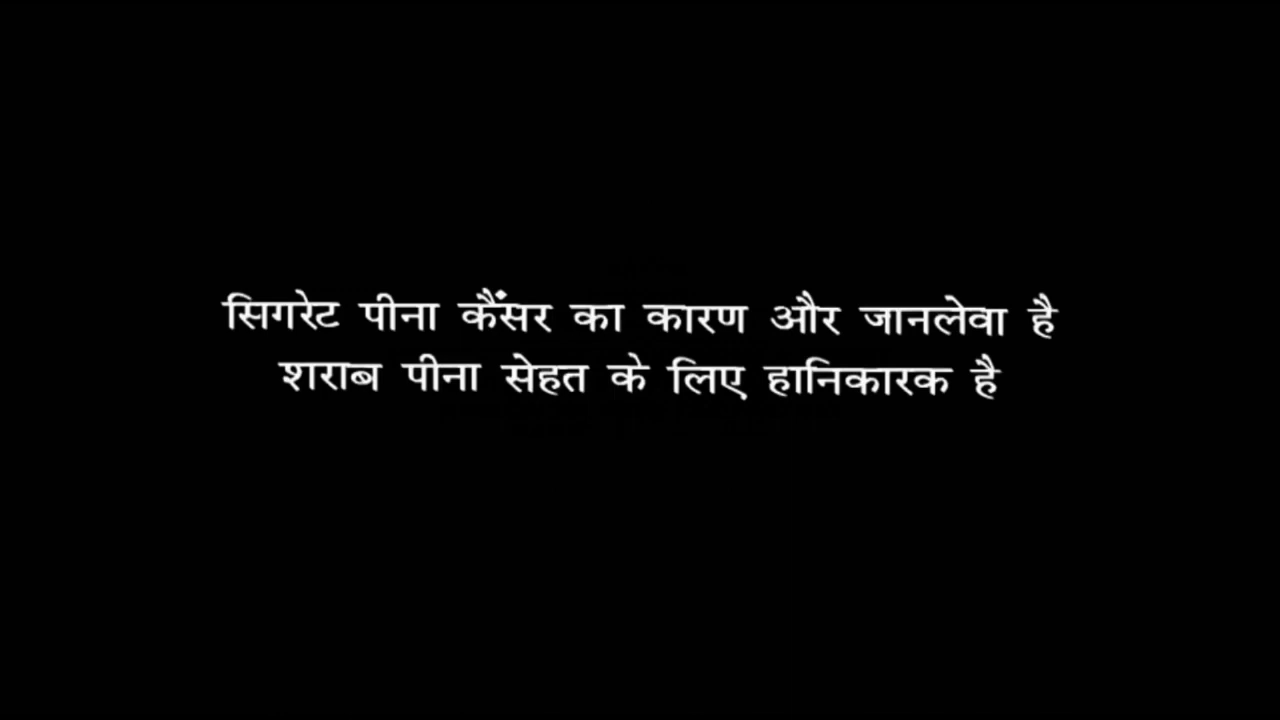 सिगरेट पीना कैंसर का कारण और जानलेवा है
शराब पीना सेहत के लिए हानिकारक है